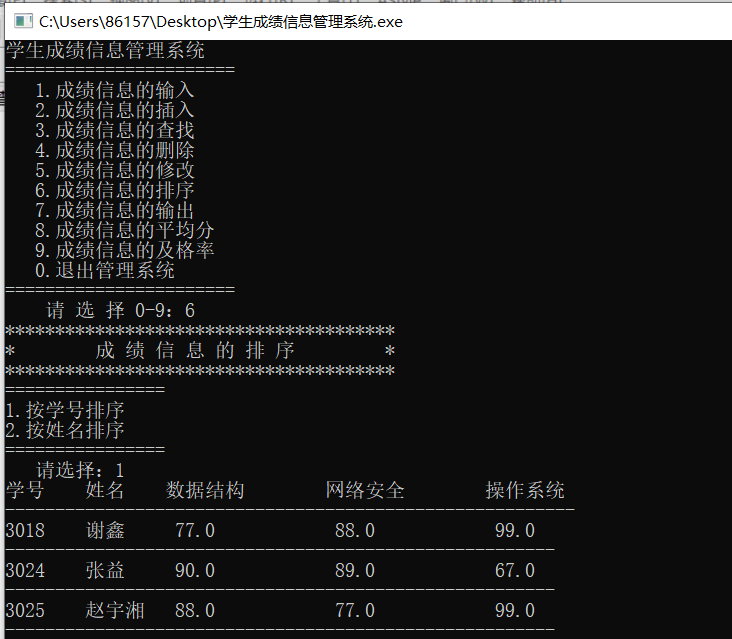 C:\Users\86157\Desktop\学生成绩信息管理系统.exe
学生成绩信息管理系统
=======================
1.成绩信息的输入
2.成绩信息的插入
3.成绩信息的查找
4.成绩信息的删除
5.成绩信息的修改
6.成绩信息的排序
7.成绩信息的输出
8.成绩信息的平均分
9.成绩信息的及格率
0.退出管理系统
=======================
请 选 择 0-9: 6
***************************************
* 成 绩 信 息 的 排 序 *
***************************************
================
1.按学号排序
2.按姓名排序
================
请选择: 1
学号 姓名 数据结构 网络安全 操作系统
---------------------------------------------------------
3018 谢鑫 77.0 88.0 99.0
-------------------------------------------------------
3024 张益 90.0 89.0 67.0
-------------------------------------------------------
3025 赵宇湘 88.0 77.0 99.0
-------------------------------------------------------